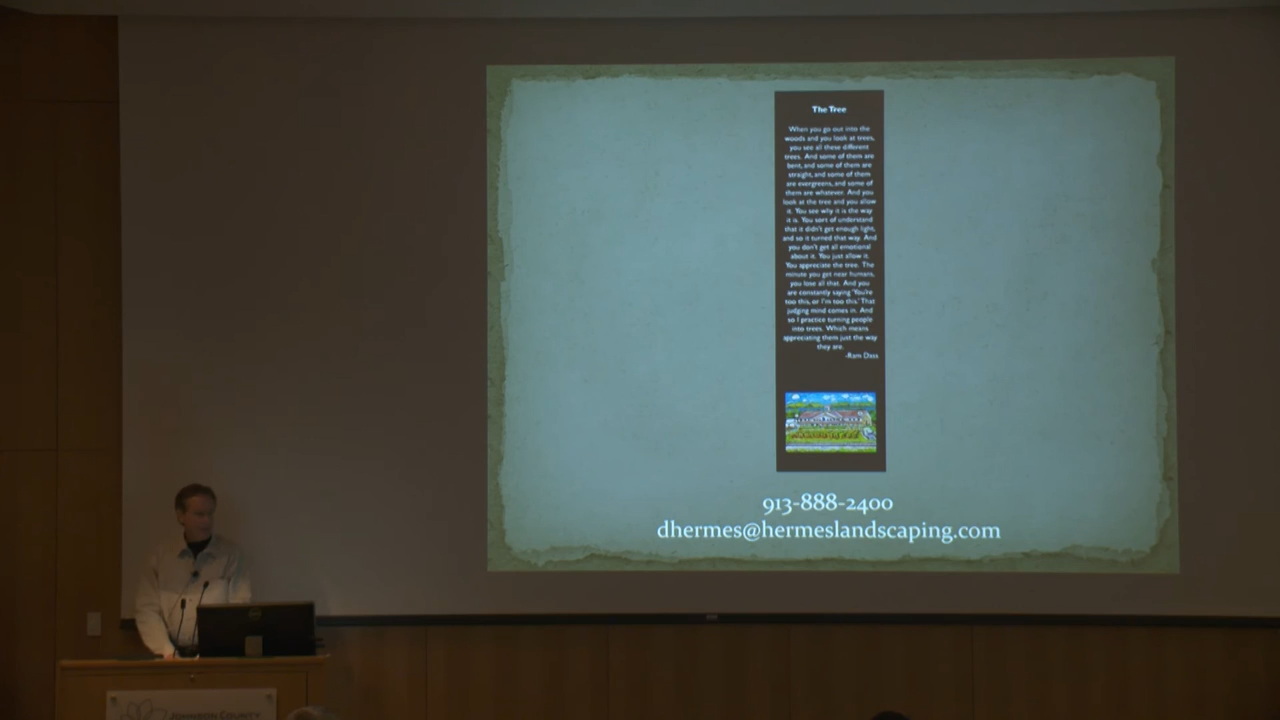 The Tree
When you go out into the
woods and you look at trees,
you see all these different
trees. And some of them are
bent, and some of them are
straight, and some of them
are evergreens, and some of
them are whatever. And you
look at the tree and you allow
it. You see why it is the way
it is. You sort of understand
that it didn't get enough light,
and so it turned that way. And
you don't get all emotional
about it. You just allow it.
You appreciate the tree. The
minute you get near humans,
you lose all that. And you
are constantly saying 'You're
too this, or I'm too this.' That
judging mind comes in. And
so I practice turning people
into trees. Which means
appreciating them just the way
they are.
-Ram Dass
913-888-2400
dhermes@hermeslandscaping.com
JOHNSON COUNTY